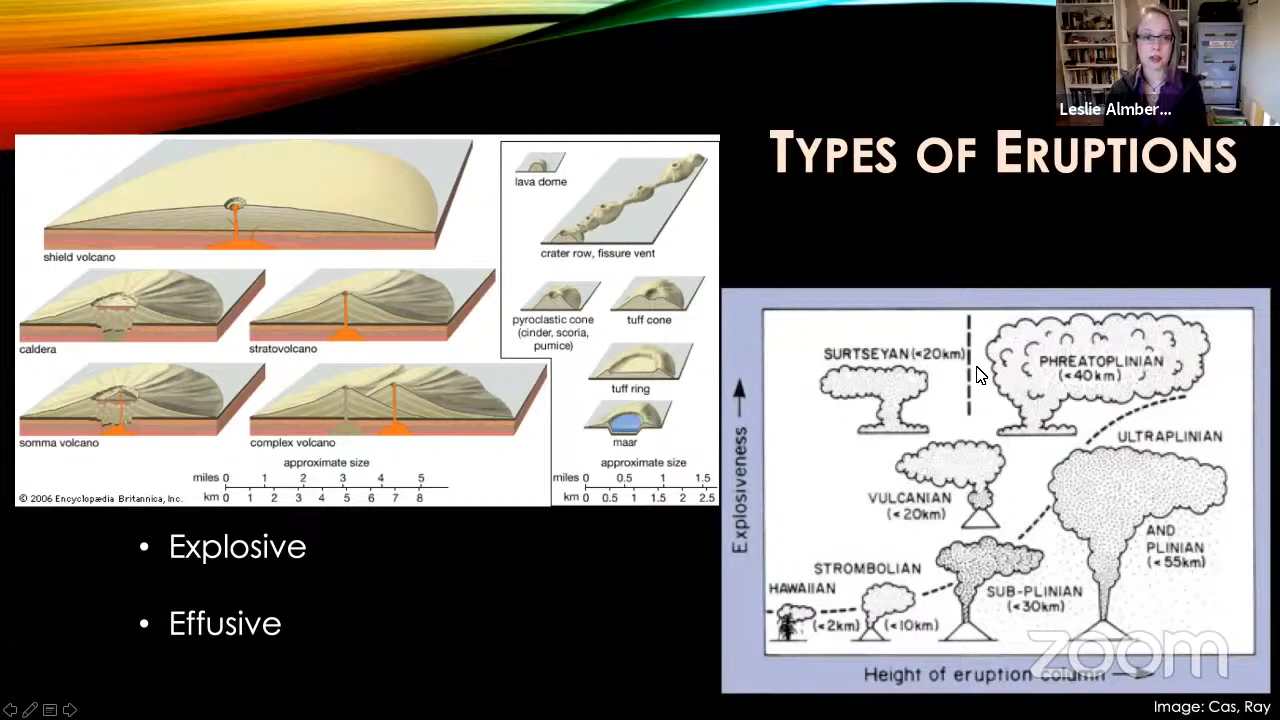 Leslie Almber...
TYPES OF ERUPTIONS
shield volcano
lava dome
crater row, fissure vent
caldera
stratovolcano
pyroclastic cone
(cinder, scoria,
pumice)
tuff cone
tuff ring
somma volcano
complex volcano
maar
approximate size
miles 0 1 2 3 4 5
km 0 1 2 3 4 5 6 7 8
approximate size
miles 0 0.5 1 1.5
km 0 0.5 1 1.5 2 2.5
© 2006 Encyclopædia Britannica, Inc.
• Explosive
• Effusive
Explosiveness
SURTSEYAN (<20km)
PHREATOPLINIAN
(<40km)
ULTRAPLINIAN
AND
PLINIAN
(<55km)
VULCANIAN
(<20km)
STROMBOLIAN
(<10km)
HAWAIIAN
(<2km)
SUB-PLINIAN
(<30km)
Height of eruption column
zoom
Image: Cas, Ray